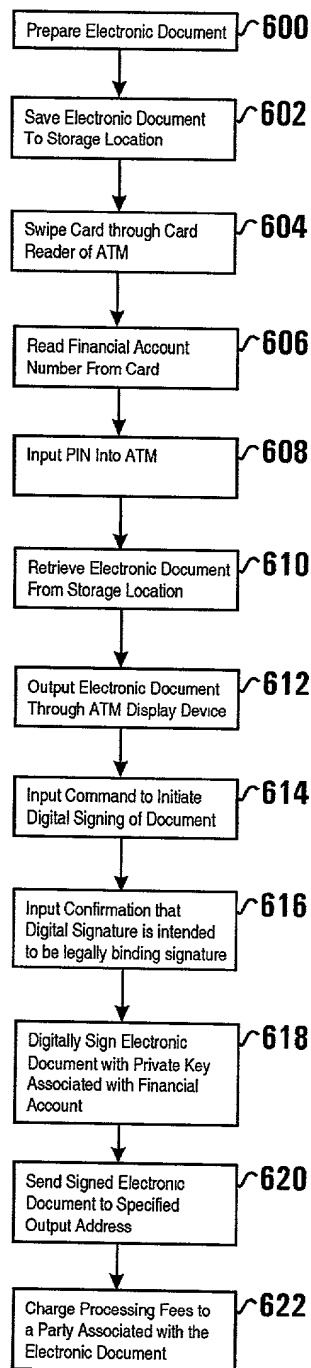 Prepare Electronic Document
600
Save Electronic Document
To Storage Location
602
Swipe Card through Card
Reader of ATM
604
Read Financial Account
Number From Card
606
Input PIN Into ATM
608
Retrieve Electronic Document
From Storage Location
610
Output Electronic Document
Through ATM Display Device
612
Input Command to Initiate
Digital Signing of Document
614
Input Confirmation that
Digital Signature is intended
to be legally binding signature
616
Digitally Sign Electronic
Document with Private Key
Associated with Financial
Account
618
Send Signed Electronic
Document to Specified
Output Address
620
Charge Processing Fees to
a Party Associated with the
Electronic Document
622